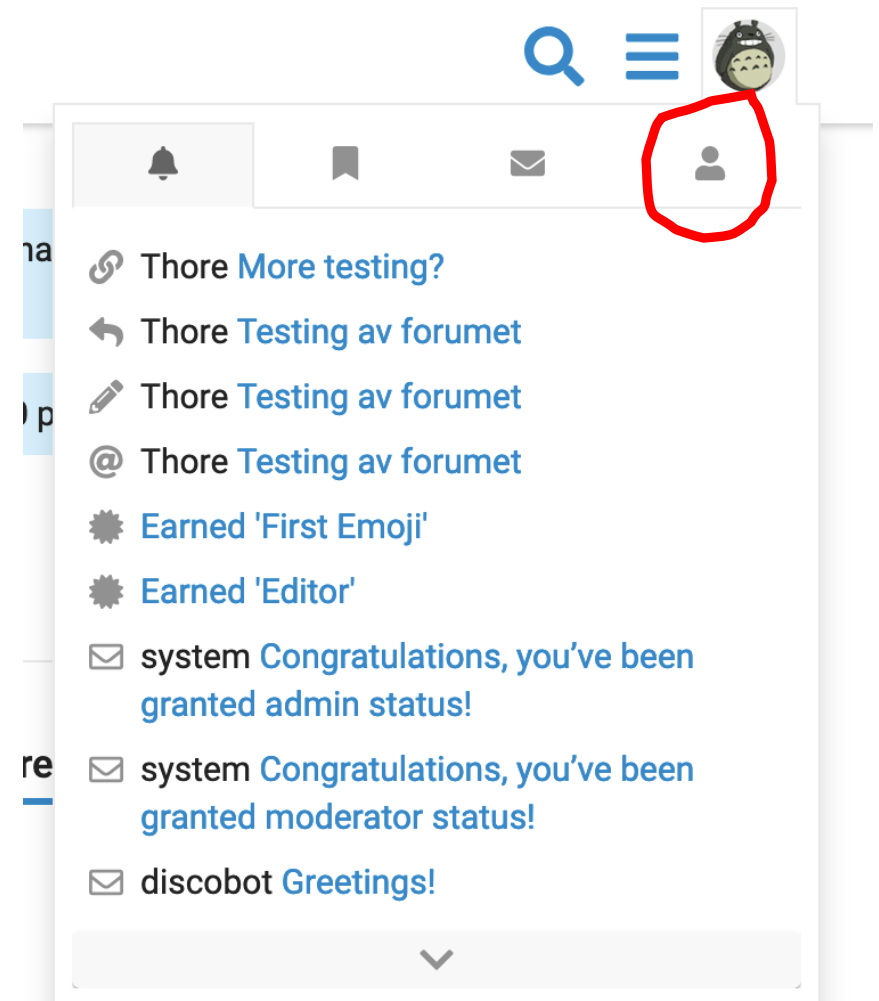 na
Thore More testing?
Thore Testing av forumet
Thore Testing av forumet
p
Thore Testing av forumet
Earned 'First Emoji'
Earned 'Editor'
system Congratulations, you’ve been
granted admin status!
re
system Congratulations, you’ve been
granted moderator status!
discobot Greetings!